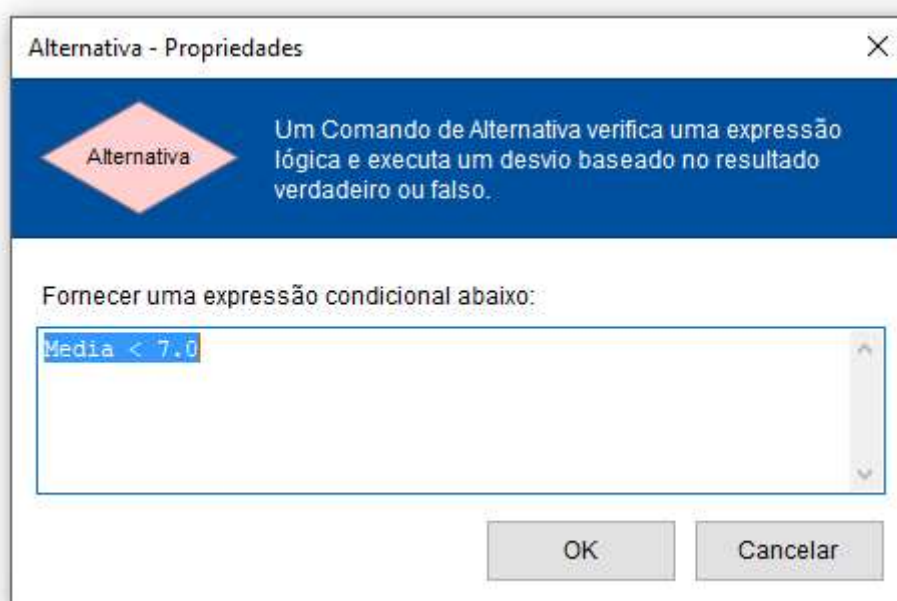 Alternativa - Propriedades
Alternativa
Um Comando de Alternativa verifica uma expressão
lógica e executa um desvio baseado no resultado
verdadeiro ou falso.
Fornecer uma expressão condicional abaixo:
Media < 7.0
OK
Cancelar